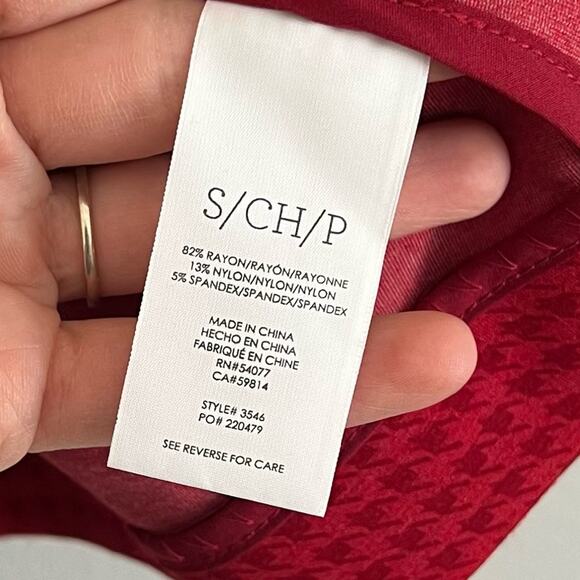 S/CH/P
82% RAYON/RAYÓN/RAYONNE
13% NYLON/NYLON/NYLON
5% SPANDEX/SPANDEX/SPANDEX
MADE IN CHINA
HECHO EN CHINA
FABRIQUÉ EN CHINE
RN#54077
CA#59814
STYLE# 3546
PO# 220479
SEE REVERSE FOR CARE